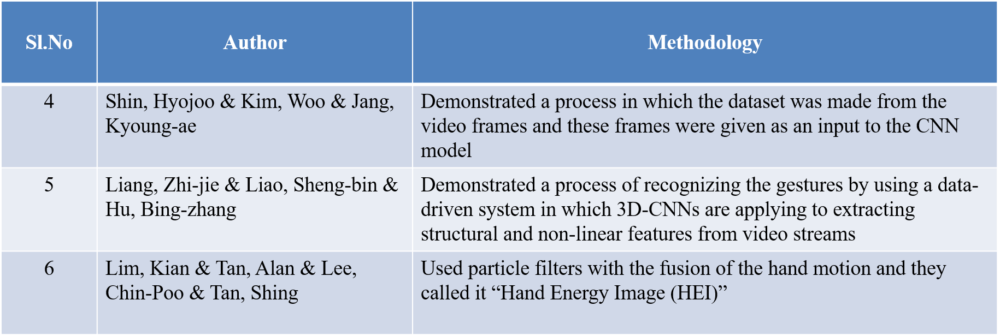 Sl.No Author Methodology
4 Shin, Hyojoo & Kim, Woo & Jang, Demonstrated a process in which the dataset was made from the
Kyoung-ae video frames and these frames were given as an input to the CNN
model
5 Liang, Zhi-jie & Liao, Sheng-bin & Demonstrated a process of recognizing the gestures by using a data-
Hu, Bing-zhang driven system in which 3D-CNNs are applying to extracting
structural and non-linear features from video streams
6 Lim, Kian & Tan, Alan & Lee, Used particle filters with the fusion of the hand motion and they
Chin-Poo & Tan, Shing called it “Hand Energy Image (HEI)”